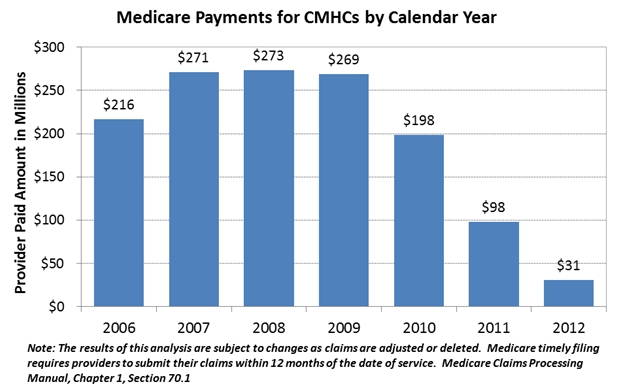 Medicare Payments for CMHCs by Calendar Year
Provider Paid Amount in Millions
$300
$250
$200
$150
$100
$50
$0
$216
$271
$273
$269
$198
$98
$31
2006 2007 2008 2009 2010 2011 2012
Note: The results of this analysis are subject to changes as claims are adjusted or deleted. Medicare timely filing
requires providers to submit their claims within 12 months of the date of service. Medicare Claims Processing
Manual, Chapter 1, Section 70.1